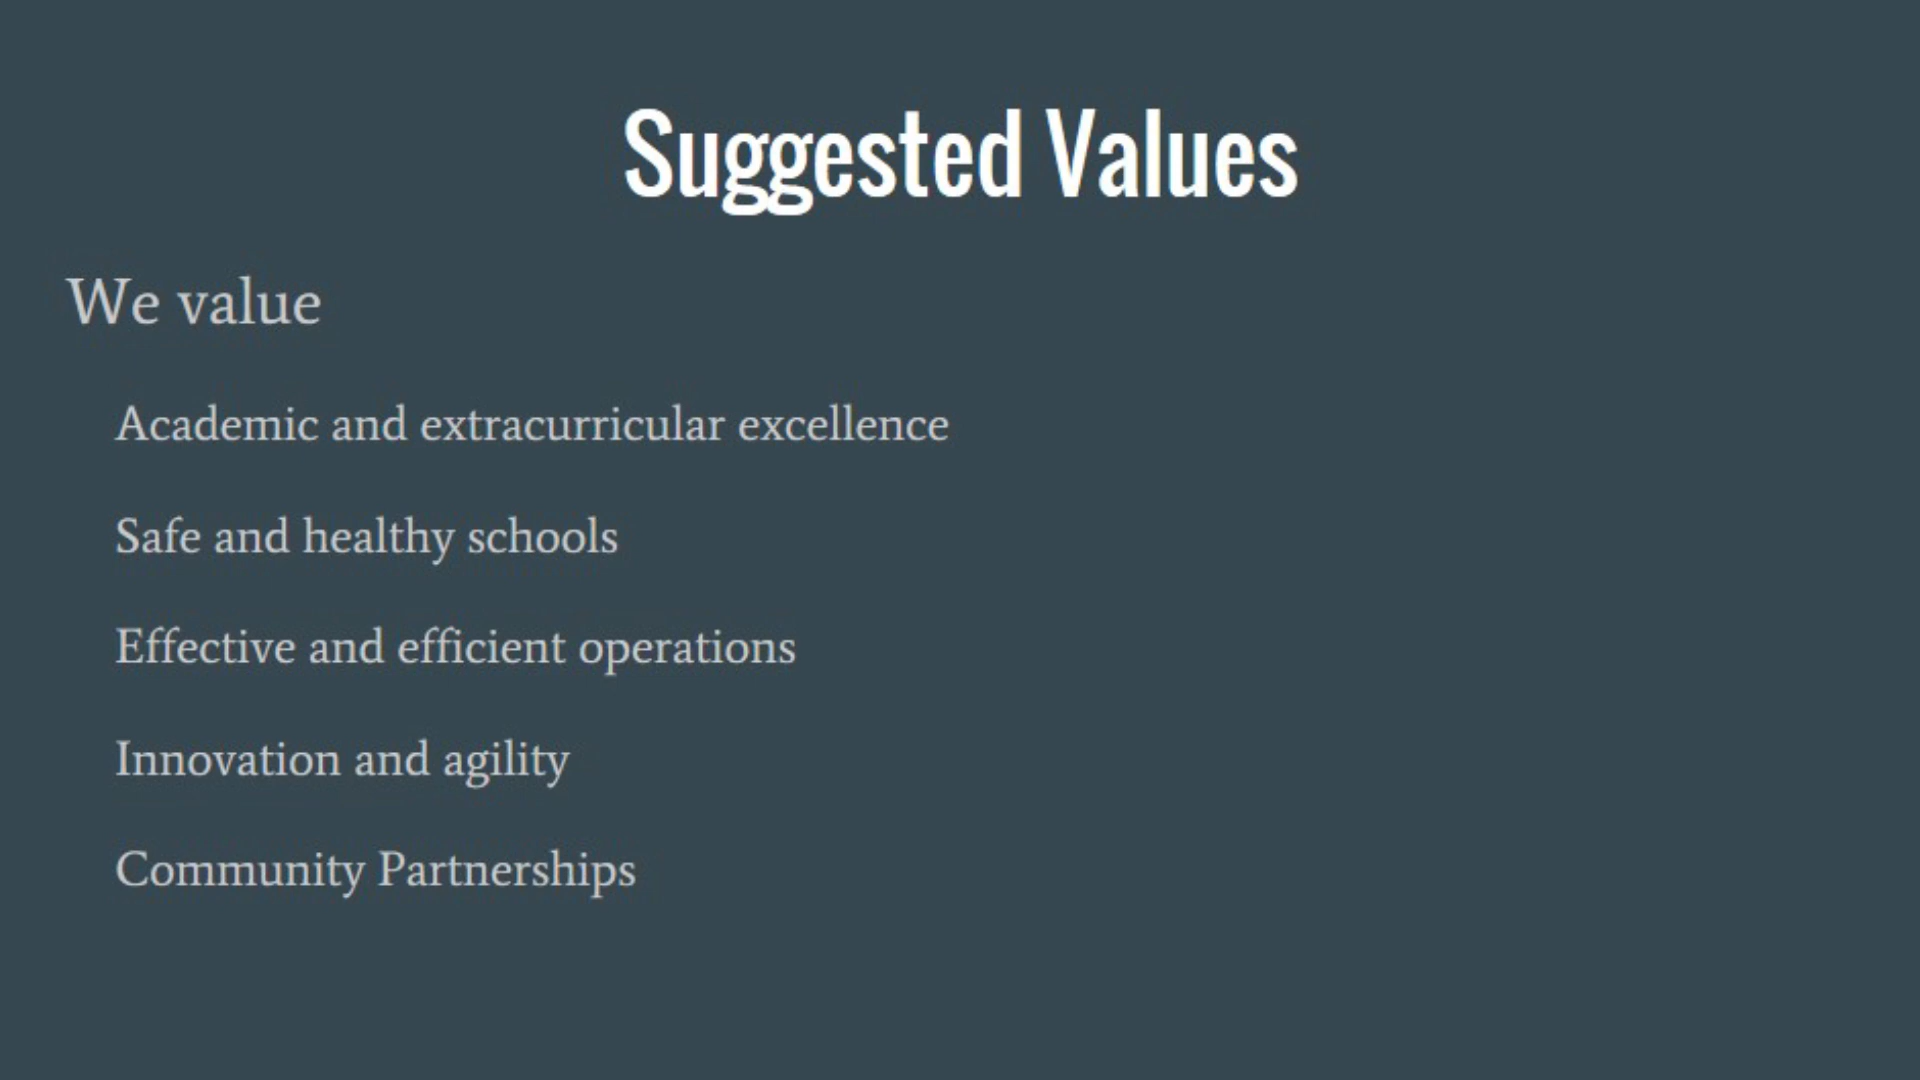 Suggested Values
We value
Academic and extracurricular excellence
Safe and healthy schools
Effective and efficient operations
Innovation and agility
Community Partnerships